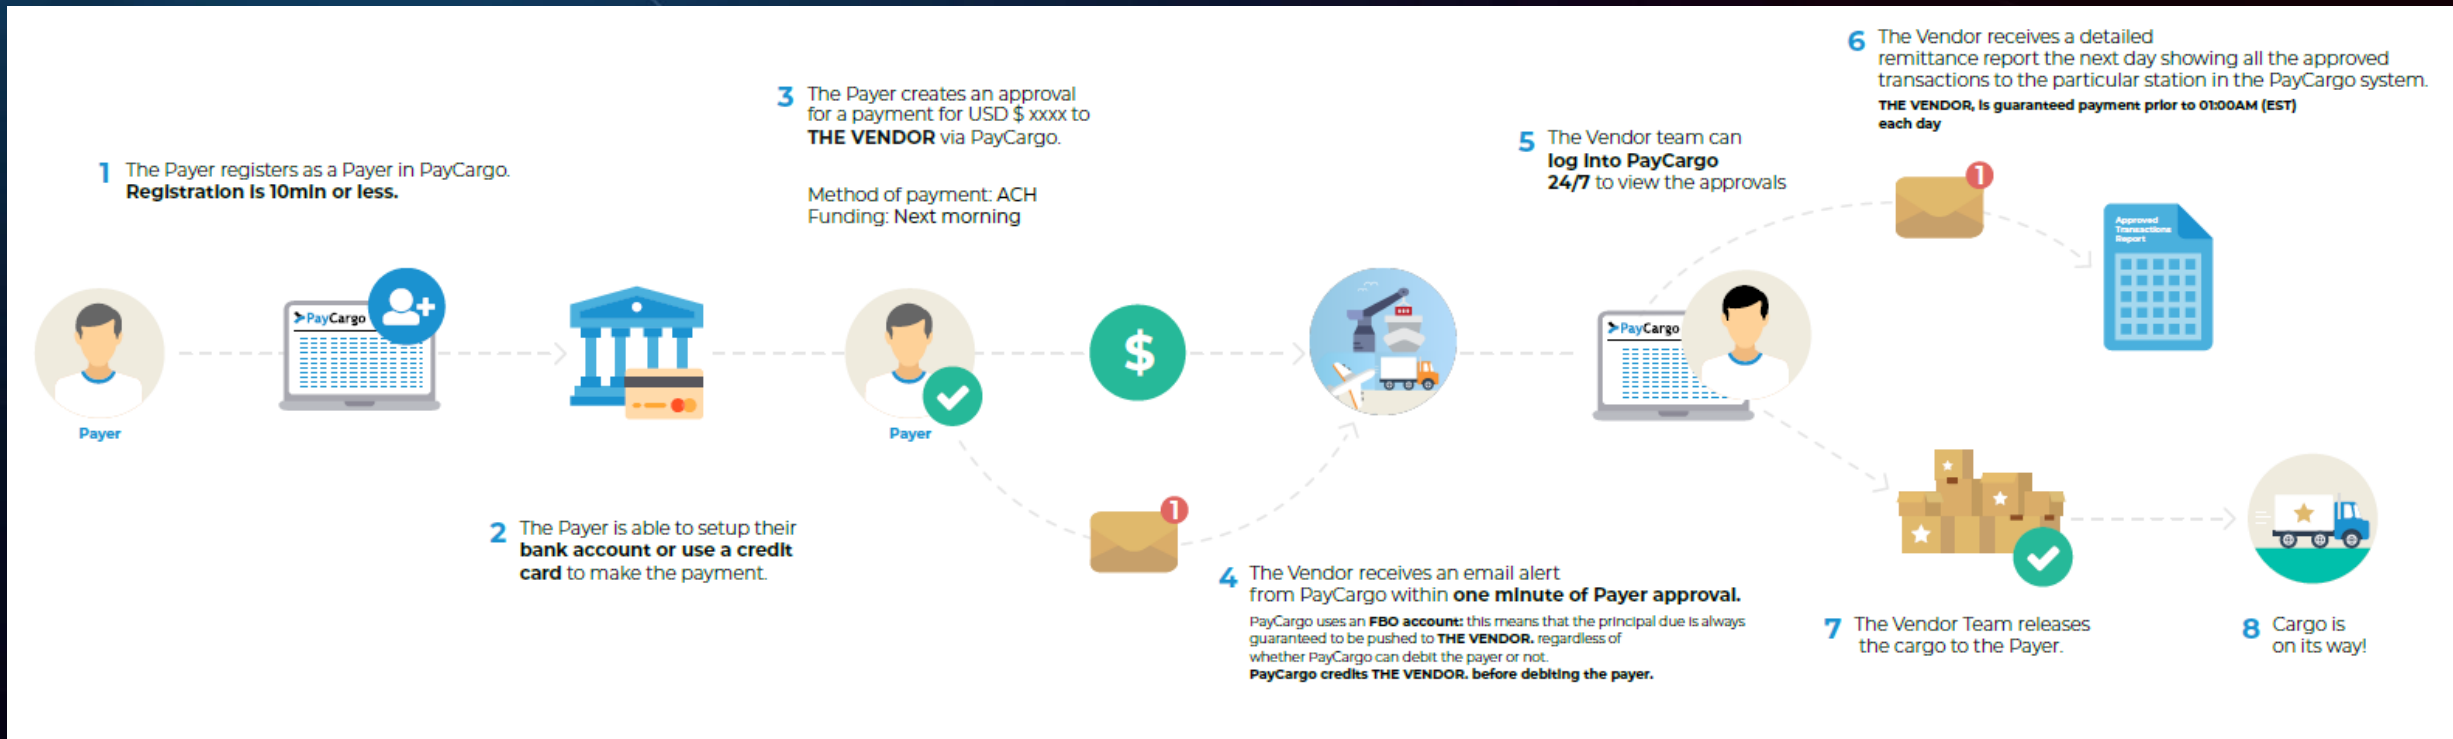 1 The Payer registers as a Payer in PayCargo.
Registration is 10min or less.
PayCargo
Payer
2 The Payer is able to setup their
bank account or use a credit
card to make the payment.
3 The Payer creates an approval
for a payment for USD $ xxxx to
THE VENDOR via PayCargo.
Method of payment: ACH
Funding: Next morning
Payer
$
1
4 The Vendor receives an email alert
from PayCargo within one minute of Payer approval.
PayCargo uses an FBO account: this means that the principal due is always
guaranteed to be pushed to THE VENDOR. regardless of
whether PayCargo can debit the payer or not.
PayCargo credits THE VENDOR. before debiting the payer.
5 The Vendor team can
log into PayCargo
24/7 to view the approvals
PayCargo
6 The Vendor receives a detailed
remittance report the next day showing all the approved
transactions to the particular station in the PayCargo system.
THE VENDOR, is guaranteed payment prior to 01:00AM (EST)
each day
1
Approved
Transactions
Report
7 The Vendor Team releases
the cargo to the Payer.
8 Cargo is
on its way!